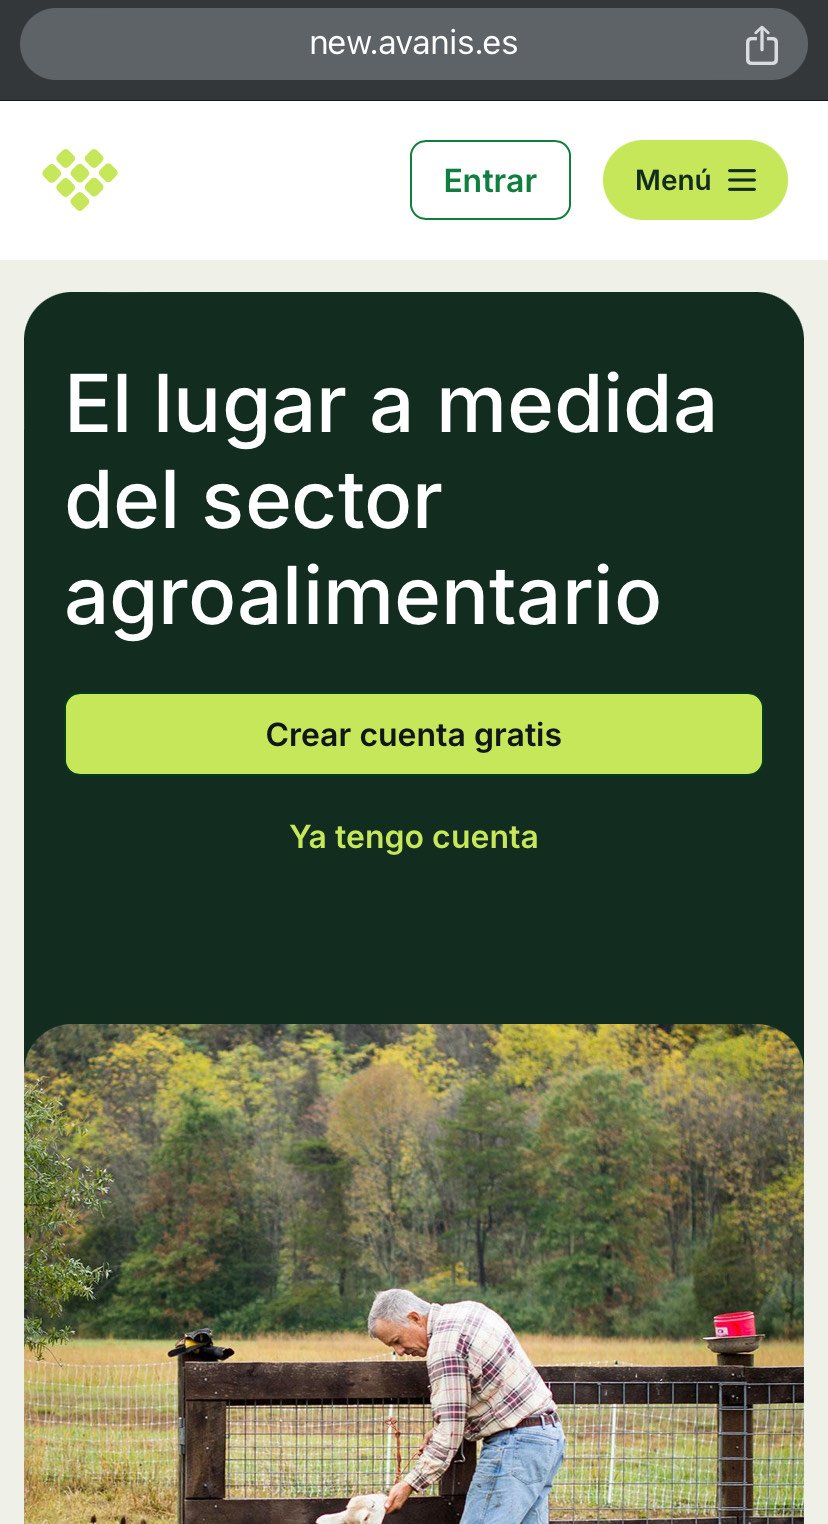 new.avanis.es
Entrar
Menú
El lugar a medida
del sector
agroalimentario
Crear cuenta gratis
Ya tengo cuenta